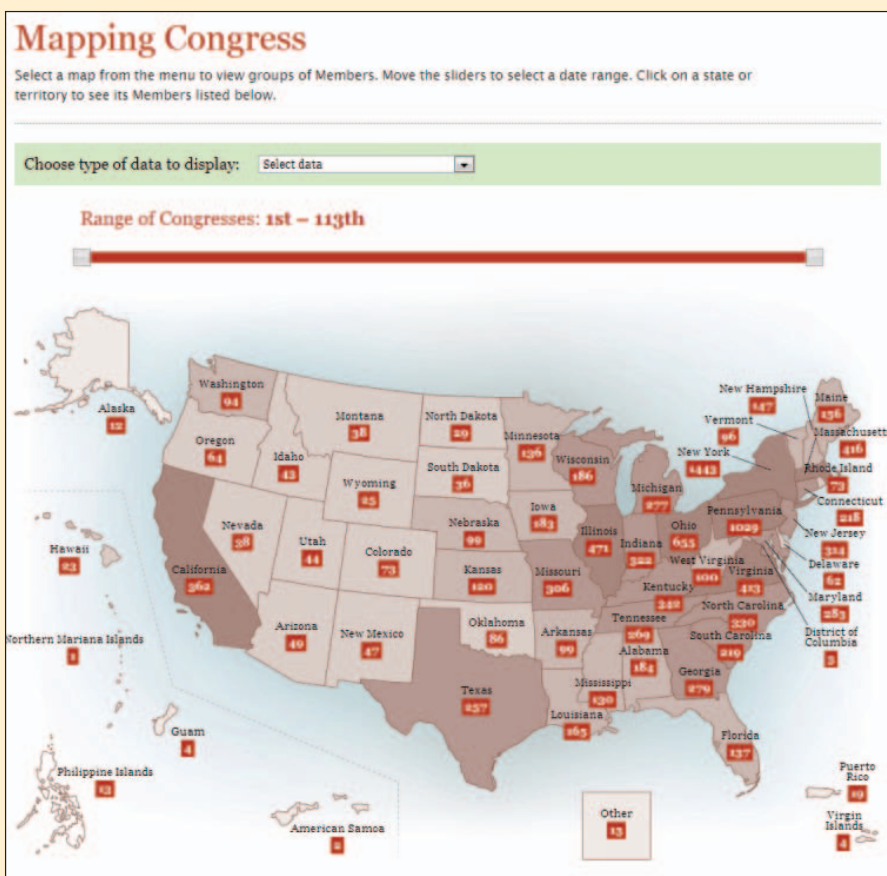 Mapping Congress
Select a map from the menu to view groups of Members. Move the sliders to select a date range. Click on a state or
territory to see its Members listed below.
Choose type of data to display: Select data
Range of Congresses: 1st – 113th
Washington
94
Alaska
12
Oregon
64
Idaho
43
Montana
38
North Dakota
29
Minnesota
136
South Dakota
36
Wyoming
25
Wisconsin
186
Michigan
277
New Hampshire
147
Vermont
96
New York
1443
Maine
156
Massachusett
416
Rhode Island
73
Connecticut
218
New Jersey
314
Delaware
62
Maryland
283
District of
Columbia
3
Pennsylvania
1029
Ohio
655
Indiana
322
Illinois
471
Iowa
183
Nebraska
99
Nevada
38
Utah
44
Colorado
73
California
362
Kansas
120
Missouri
306
Kentucky
342
West Virginia
100
Virginia
413
North Carolina
330
Tennessee
269
South Carolina
219
Arizona
49
New Mexico
47
Oklahoma
86
Arkansas
99
Alabama
184
Georgia
279
Mississippi
130
Texas
257
Louisiana
165
Florida
137
Hawaii
23
Northern Mariana Islands
1
Guam
4
Philippine Islands
13
American Samoa
2
Other
13
Puerto
Rico
19
Virgin
Islands
4